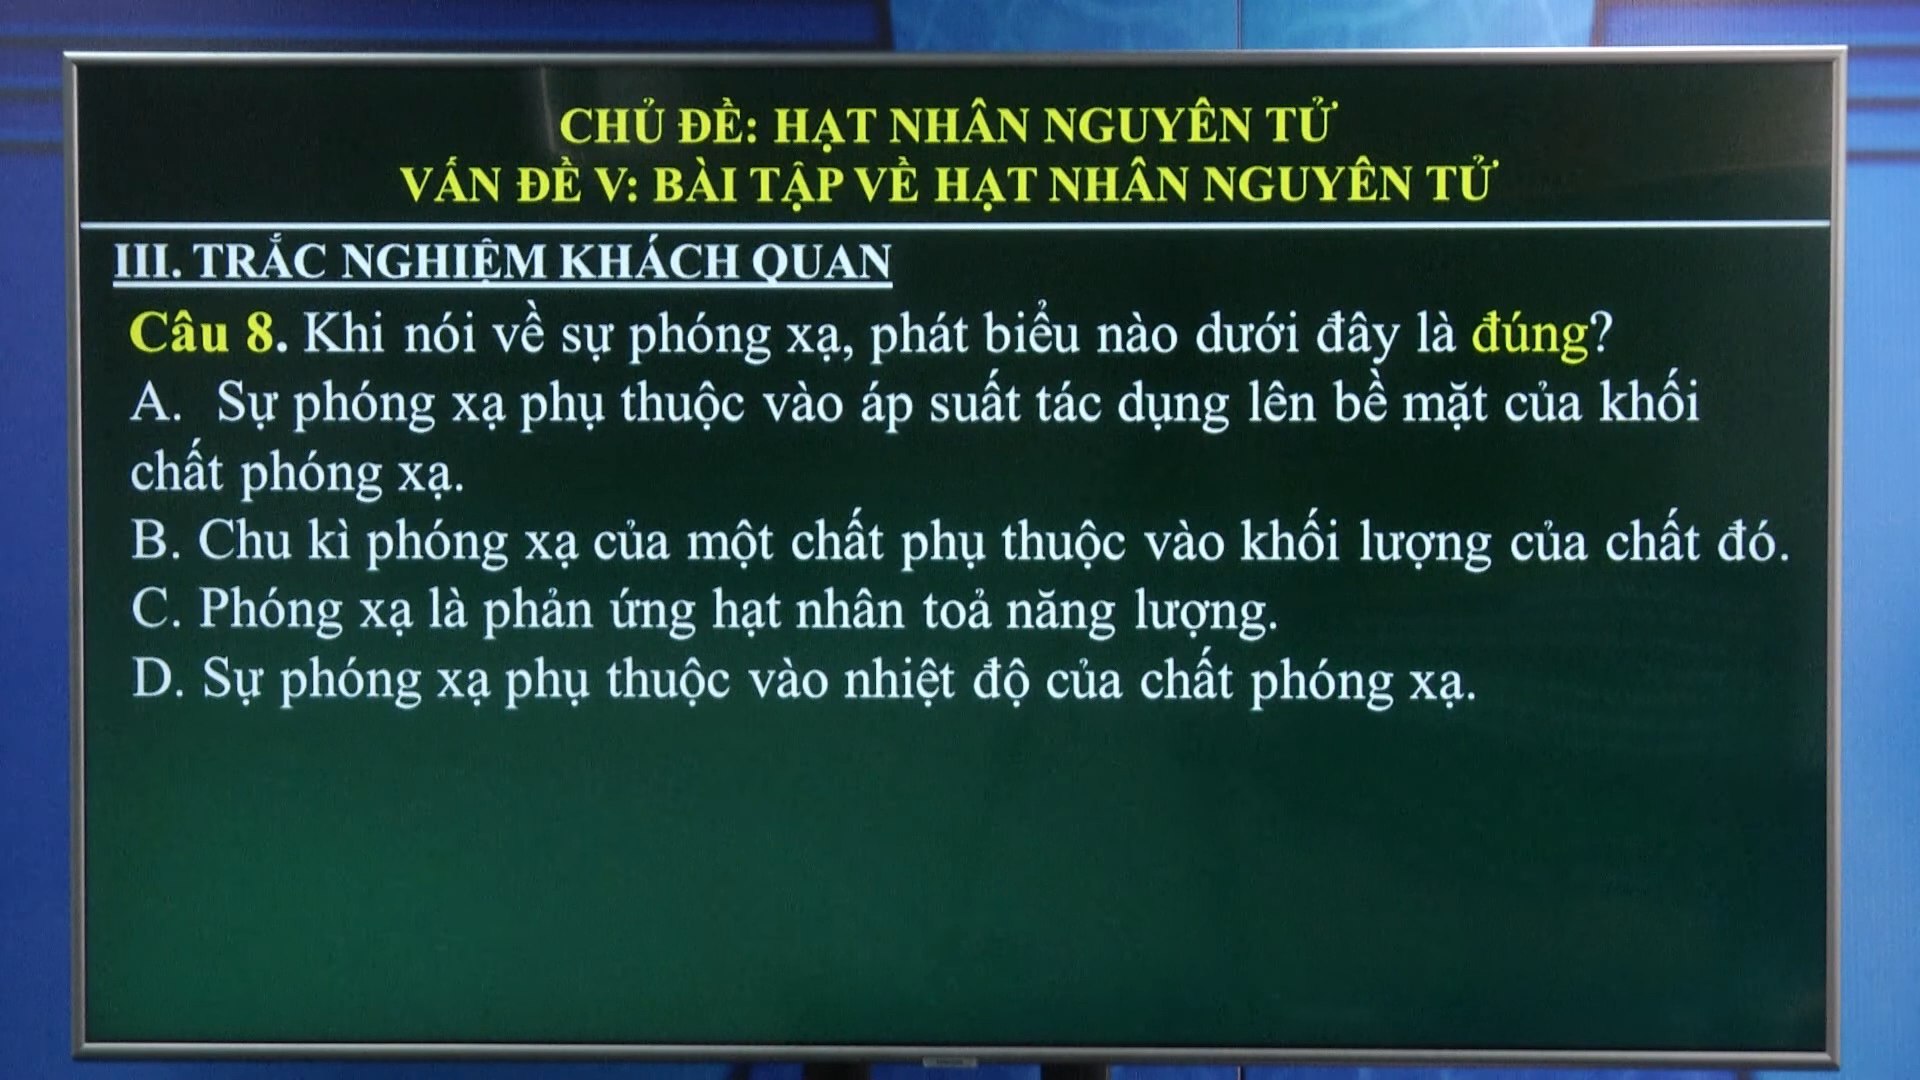 CHỦ ĐỀ: HẠT NHÂN NGUYÊN TỬ
VẤN ĐỀ V: BÀI TẬP VỀ HẠT NHÂN NGUYÊN TỬ
III. TRẮC NGHIỆM KHÁCH QUAN
Câu 8. Khi nói về sự phóng xạ, phát biểu nào dưới đây là đúng?
A. Sự phóng xạ phụ thuộc vào áp suất tác dụng lên bề mặt của khối
chất phóng xạ.
B. Chu kì phóng xạ của một chất phụ thuộc vào khối lượng của chất đó.
C. Phóng xạ là phản ứng hạt nhân toả năng lượng.
D. Sự phóng xạ phụ thuộc vào nhiệt độ của chất phóng xạ.